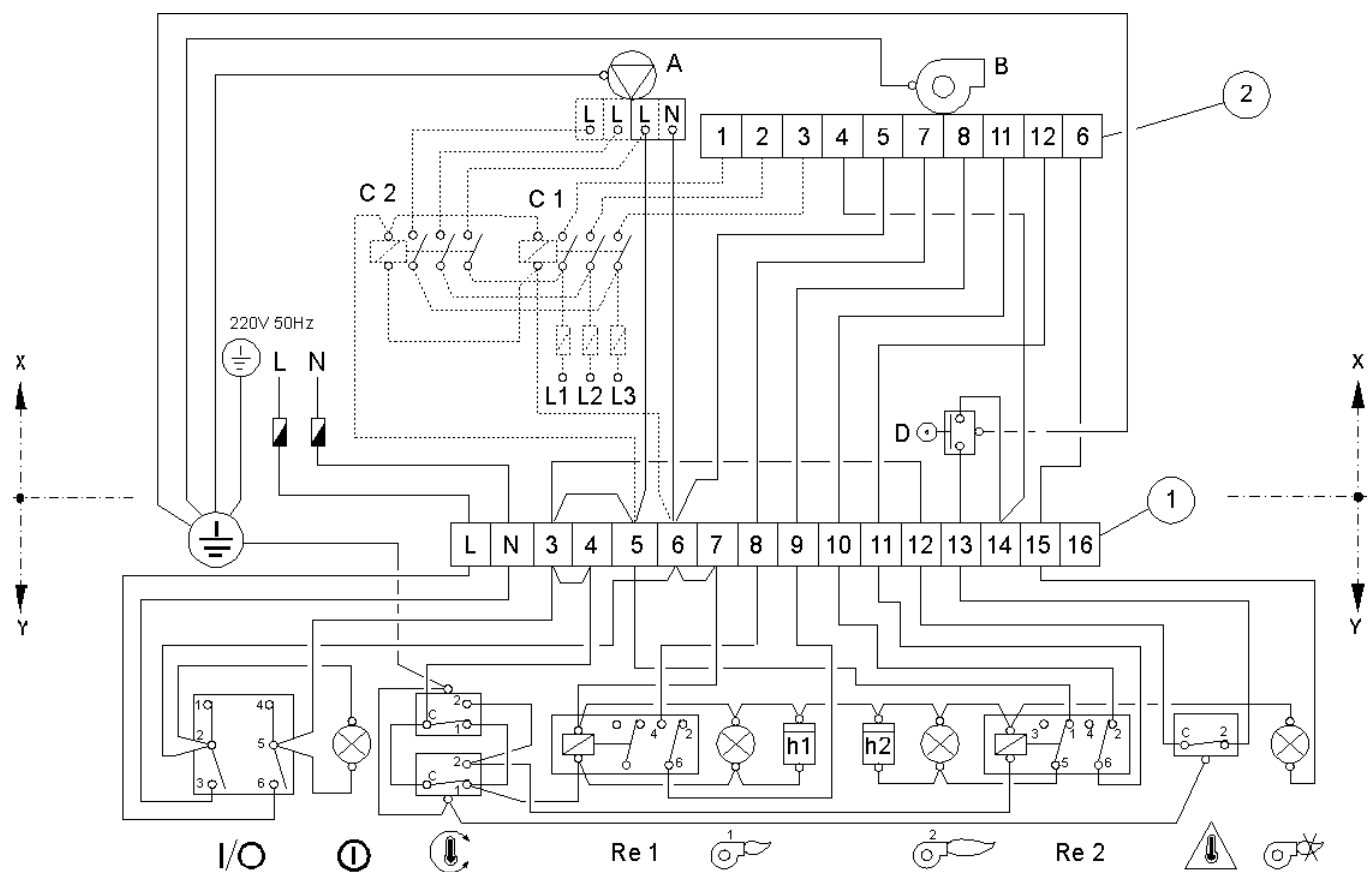 A
B
2
L L L N
1 2 3 4 5 7 8 11 12 6
C 2
C 1
220V 50Hz
L N
X
X
L1 L2 L3
D
1
L N 3 4 5 6 7 8 9 10 11 12 13 14 15 16
Y
Y
1 4
2 5
3 6
2
C
1
2
C
1
4 2
6
h1
h2
3 1 4 2
5 6
C 2
I/O
1
Re 1
2
Re 2